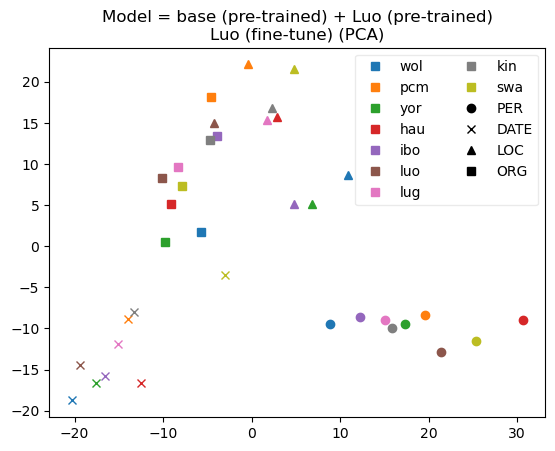 Model = base (pre-trained) + Luo (pre-trained)
Luo (fine-tune) (PCA)
wol
pcm
yor
hau
ibo
luo
lug
kin
swa
PER
DATE
LOC
ORG
20
15
10
5
0
−5
−10
−15
−20
−20
−10
0
10
20
30